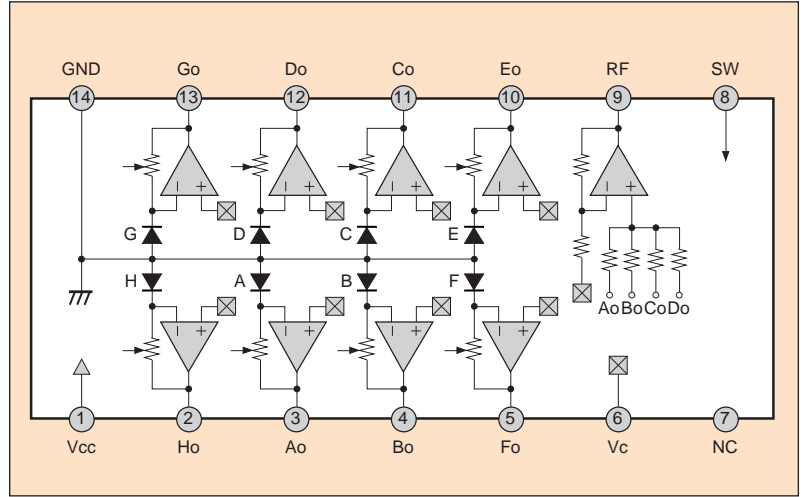 GND Go Do Co Eo RF SW
14 13 12 11 10 9 8
− + − + − + − + − +
G D C E
H A B F
AoBoCoDo
− + − + − + − +
1 2 3 4 5 6 7
Vcc Ho Ao Bo Fo Vc NC